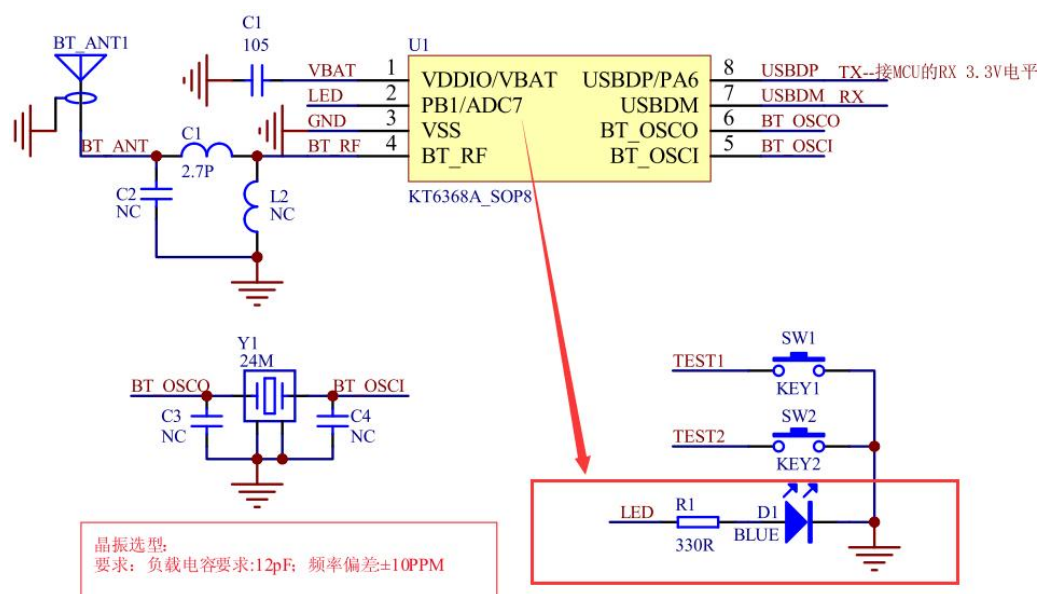 BT_ANT1
C1
105
U1
VBAT
1
VDDIO/VBAT
USBDP/PA6
8
USBDP
TX--接MCU的RX 3.3V电平
LED
2
PB1/ADC7
USBDM
7
USBDM
RX
GND
3
VSS
BT_OSCO
6
BT_OSCO
BT_ANT
C1
2.7P
BT_RF
4
BT_RF
BT_OSCI
5
BT_OSCI
KT6368A_SOP8
C2
NC
L2
NC
Y1
24M
BT_OSCO
BT_OSCI
C3
NC
C4
NC
SW1
TEST1
KEY1
SW2
TEST2
KEY2
LED
R1
330R
D1
BLUE
晶振选型:
要求：负载电容要求:12pF；频率偏差±10PPM